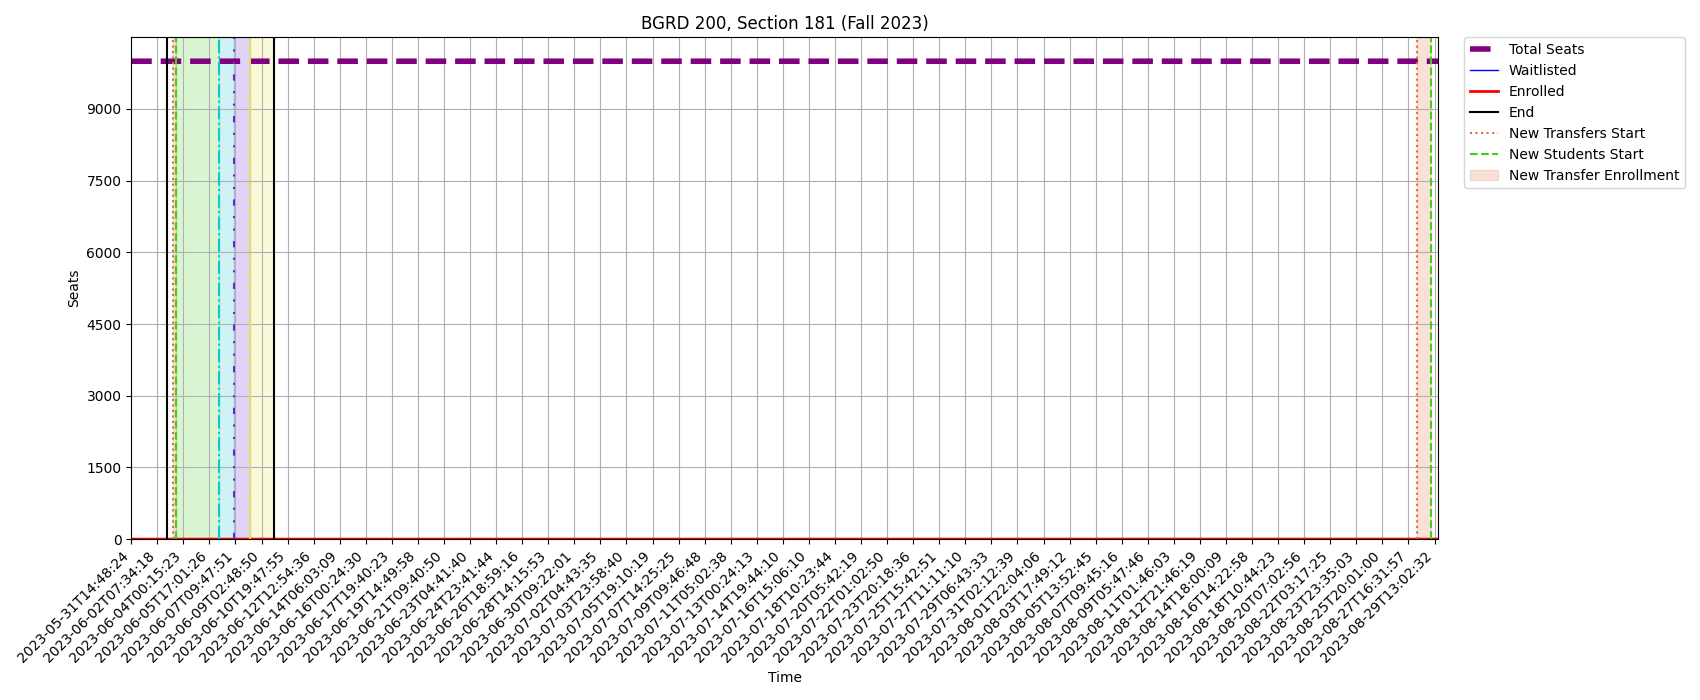 BGRD 200, Section 181 (Fall 2023)
Total Seats
Waitlisted
Enrolled
End
New Transfers Start
New Students Start
New Transfer Enrollment
Seats
9000
7500
6000
4500
3000
1500
0
2023-05-31T14:48:24
2023-06-02T07:34:18
2023-06-04T00:15:23
2023-06-05T17:01:26
2023-06-07T09:47:51
2023-06-09T02:48:50
2023-06-10T19:47:55
2023-06-12T12:54:36
2023-06-14T06:03:09
2023-06-16T00:24:30
2023-06-17T19:40:23
2023-06-19T14:49:58
2023-06-21T09:40:50
2023-06-23T04:41:40
2023-06-24T23:41:44
2023-06-26T18:59:16
2023-06-28T14:15:53
2023-06-30T09:22:01
2023-07-02T04:43:35
2023-07-03T23:58:40
2023-07-05T19:10:19
2023-07-07T14:25:25
2023-07-09T09:46:48
2023-07-11T05:02:38
2023-07-13T00:24:13
2023-07-14T19:44:10
2023-07-16T15:06:10
2023-07-18T10:23:44
2023-07-20T05:42:19
2023-07-22T01:02:50
2023-07-23T20:18:36
2023-07-25T15:42:51
2023-07-27T11:11:10
2023-07-29T06:43:33
2023-07-31T02:12:39
2023-08-01T22:04:06
2023-08-03T17:49:12
2023-08-05T13:52:45
2023-08-07T09:45:16
2023-08-09T05:47:46
2023-08-11T01:46:03
2023-08-12T21:46:19
2023-08-14T18:00:09
2023-08-16T14:22:58
2023-08-18T10:44:23
2023-08-20T07:02:56
2023-08-22T03:17:25
2023-08-23T23:35:03
2023-08-25T20:01:00
2023-08-27T16:31:57
2023-08-29T13:02:32
Time